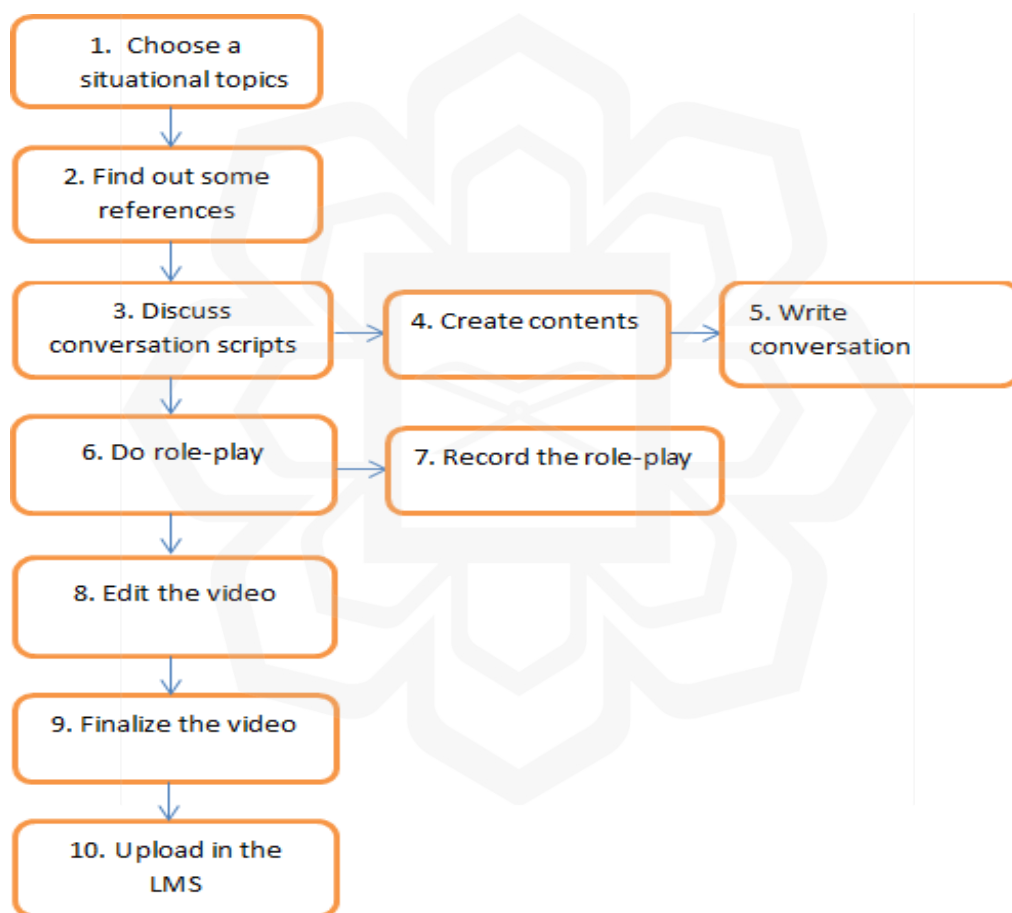 1. Choose a
situational topics
2. Find out some
references
3. Discuss
conversation scripts
4. Create contents
5. Write
conversation
6. Do role-play
7. Record the role-play
8. Edit the video
9. Finalize the video
10. Upload in the
LMS